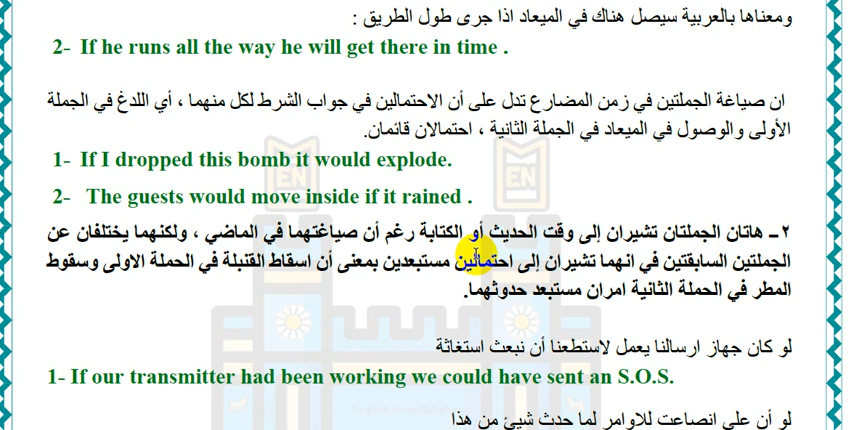 ومعناها بالعربية سيصل هناك في الميعاد اذا جرى طول الطريق :
2- If he runs all the way he will get there in time .
ان صياغة الجملتين في زمن المضارع تدل على أن الاحتمالين في جواب الشرط لكل منهما ، أي اللدغ في الجملة
الأولى والوصول في الميعاد في الجملة الثانية ، احتمالان قائمان.
1- If I dropped this bomb it would explode.
2- The guests would move inside if it rained .
٢ – هاتان الجملتان تشيران إلى وقت الحديث أو الكتابة رغم أن صياغتهما في الماضي ، ولكنهما يختلفان عن
الجملتين السابقتين في انهما تشيران إلى احتمالين مستبعدين بمعنى أن اسقاط القنبلة في الحملة الاولى وسقوط
المطر في الحملة الثانية امران مستبعد حدوثهما.
لو كان جهاز ارسالنا يعمل لاستطعنا أن نبعث استغاثة
1- If our transmitter had been working we could have sent an S.O.S.
لو أن على انصاعت للاوامر لما حدث شيئ من هذا
EN EN